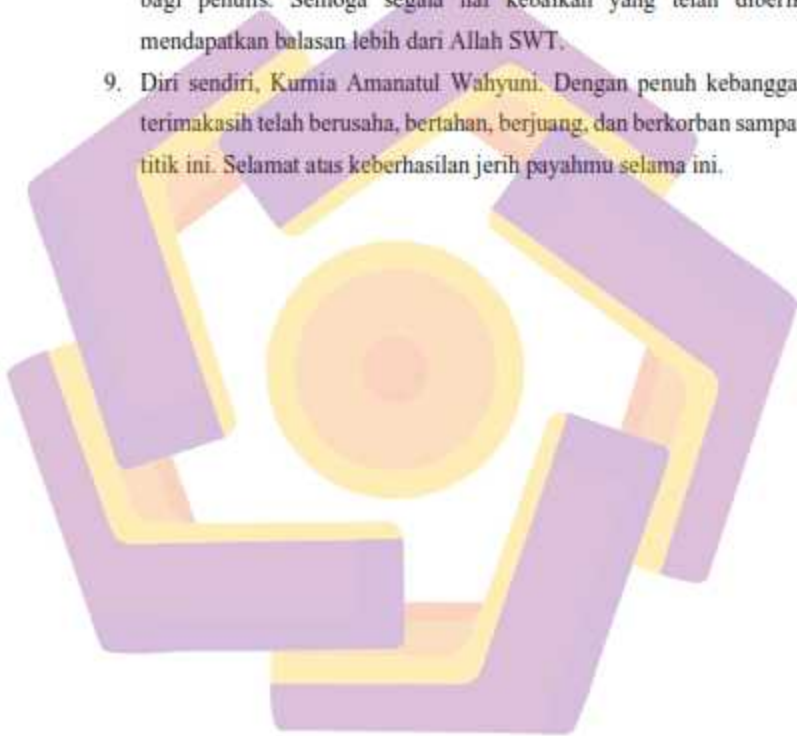 bagi penulis. Semoga segala hal kebaikan yang telah diberi
mendapatkan balasan lebih dari Allah SWT.
9. Diri sendiri, Kurnia Amanatul Wahyuni. Dengan penuh kebangga
terimakasih telah berusaha, bertahan, berjuang, dan berkorban sampa
titik ini. Selamat atas keberhasilan jerih payahmu selama ini.